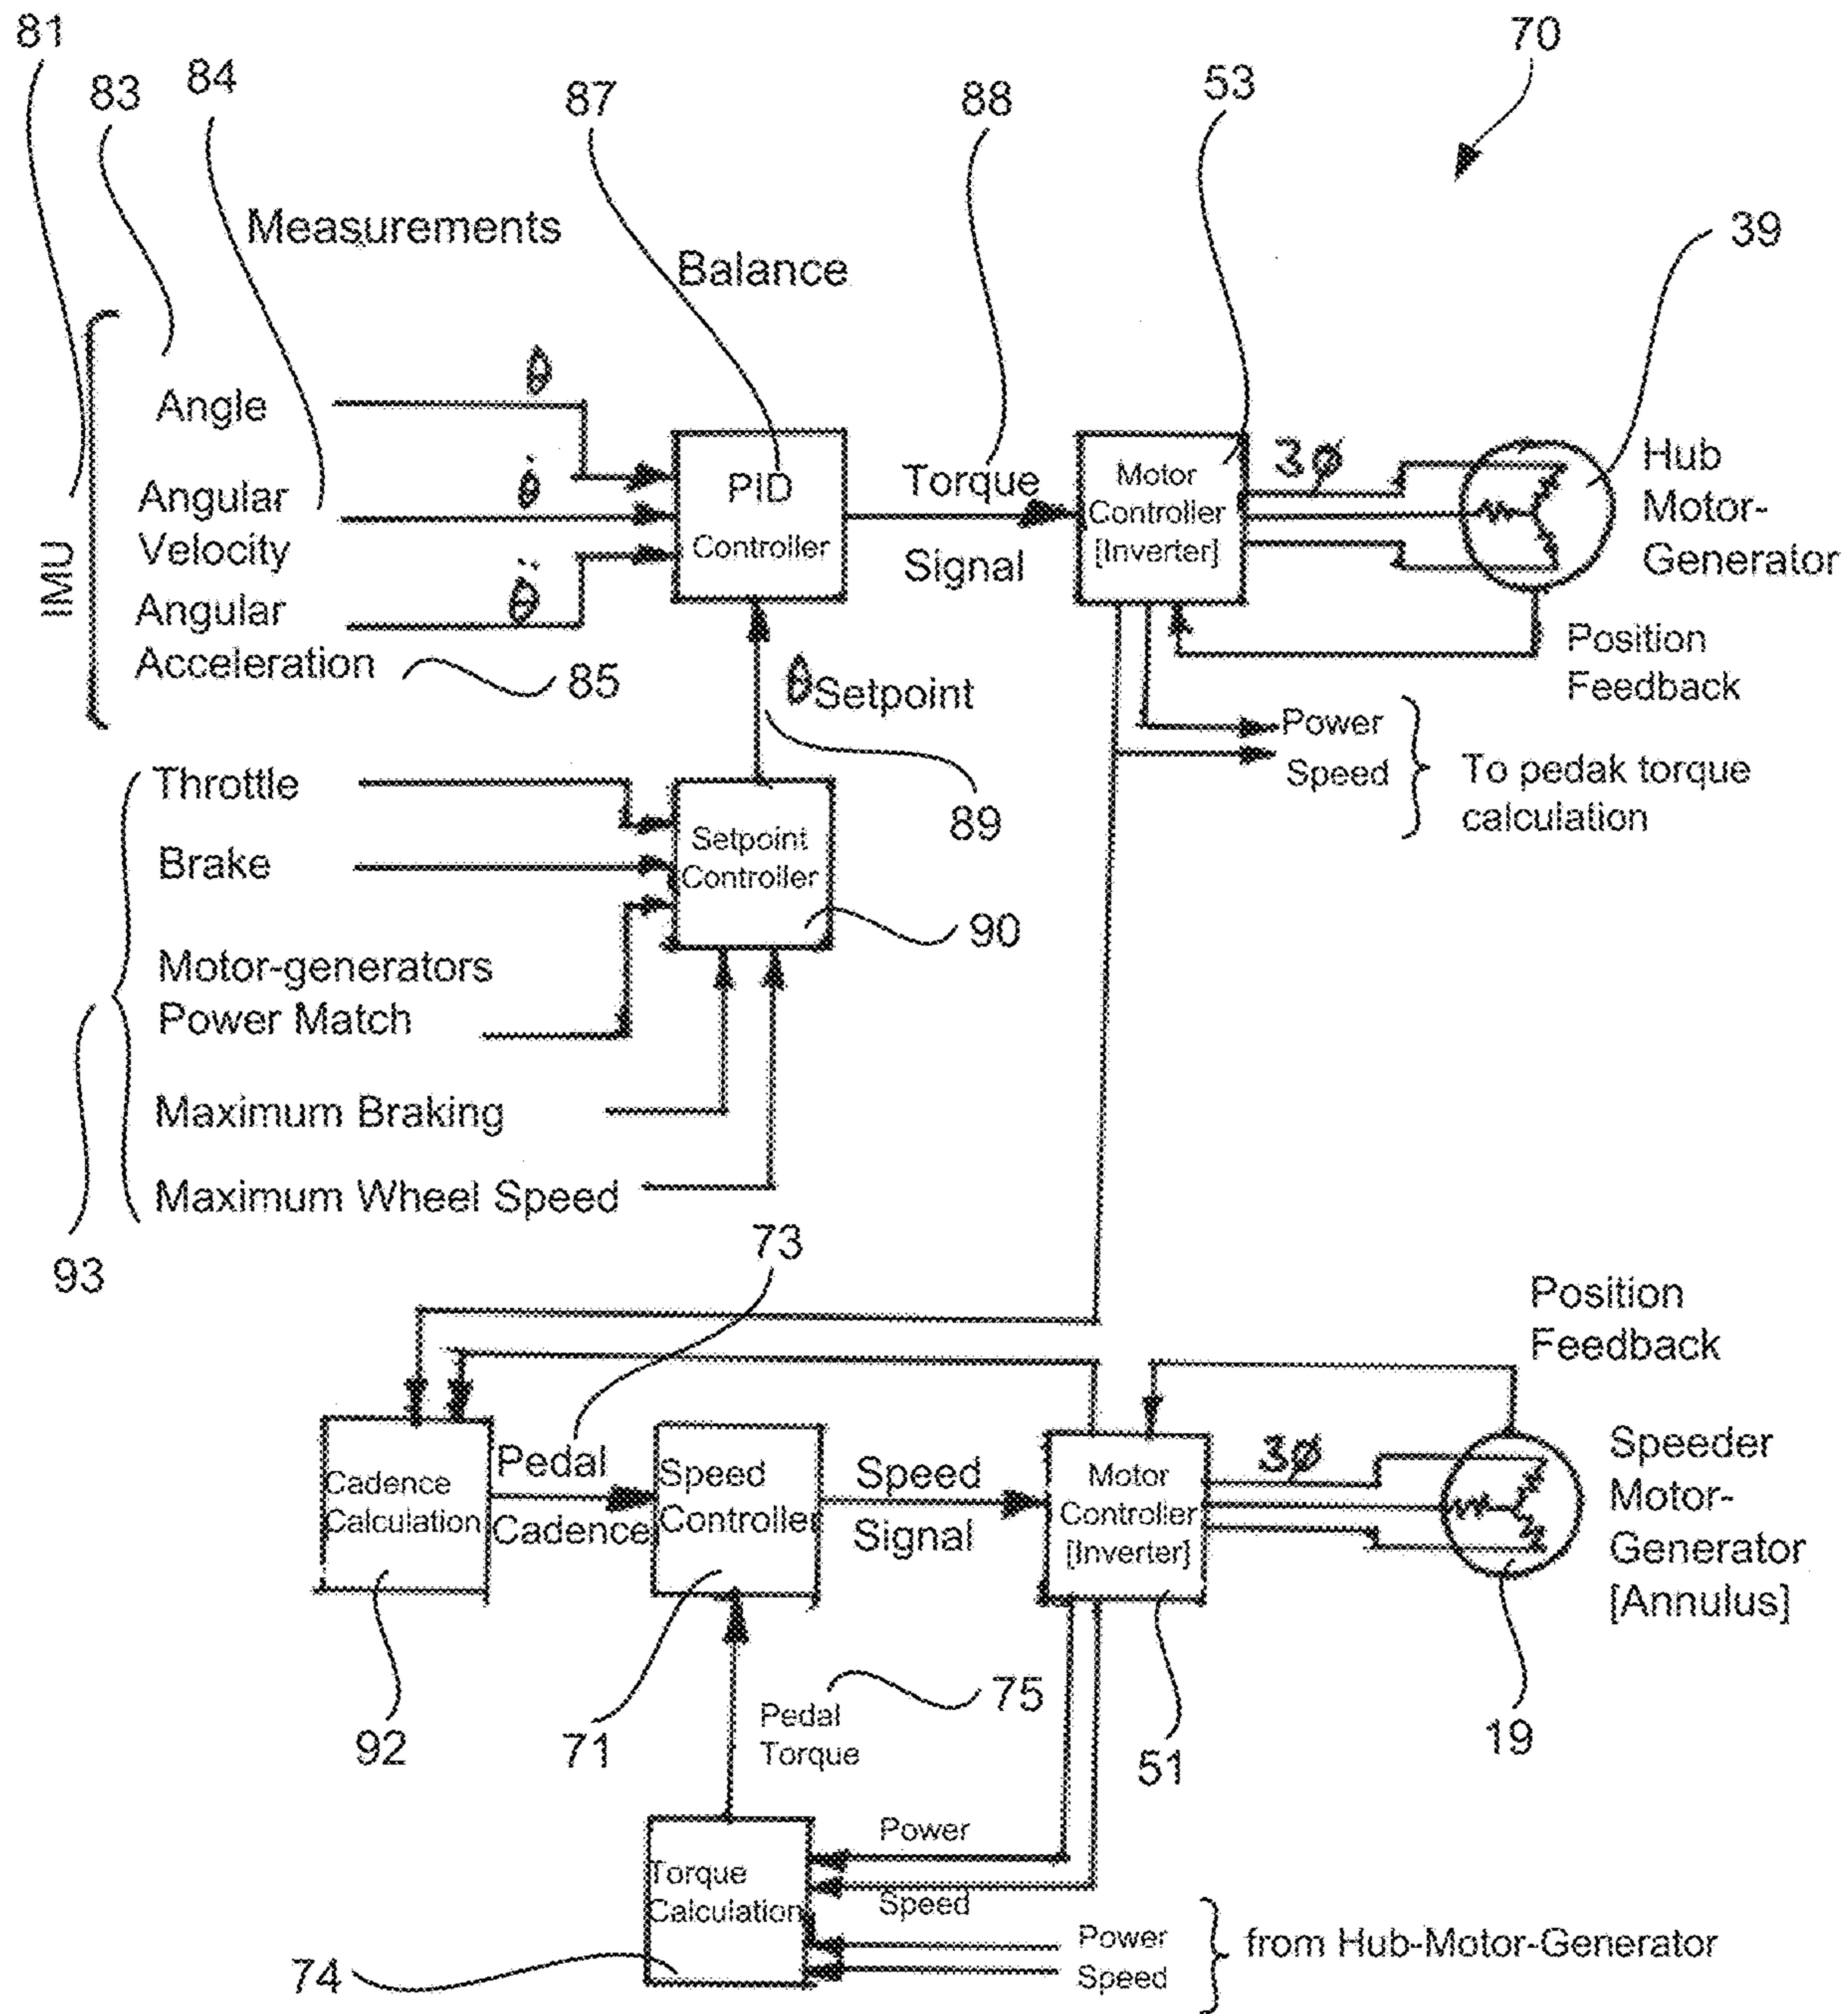 81
83
84
87
88
53
70
39
Measurements
Balance
IMU
Angle
θ
Angular
Velocity
θ̇
Angular
Acceleration
θ̈
85
PID
Controller
Torque
Signal
Motor
Controller
[Inverter]
3ø
Hub
Motor-
Generator
Position
Feedback
Power
Speed
To pedak torque
calculation
θSetpoint
89
Throttle
Brake
Motor-generators
Power Match
Maximum Braking
Maximum Wheel Speed
93
Setpoint
Controller
90
73
Position
Feedback
Cadence
Calculation
92
Pedal
Cadence
Speed
Controller
71
Speed
Signal
Motor
Controller
[Inverter]
51
3ø
Speeder
Motor-
Generator
[Annulus]
19
75
Pedal
Torque
Torque
Calculation
74
Power
Speed
Power
Speed
from Hub-Motor-Generator